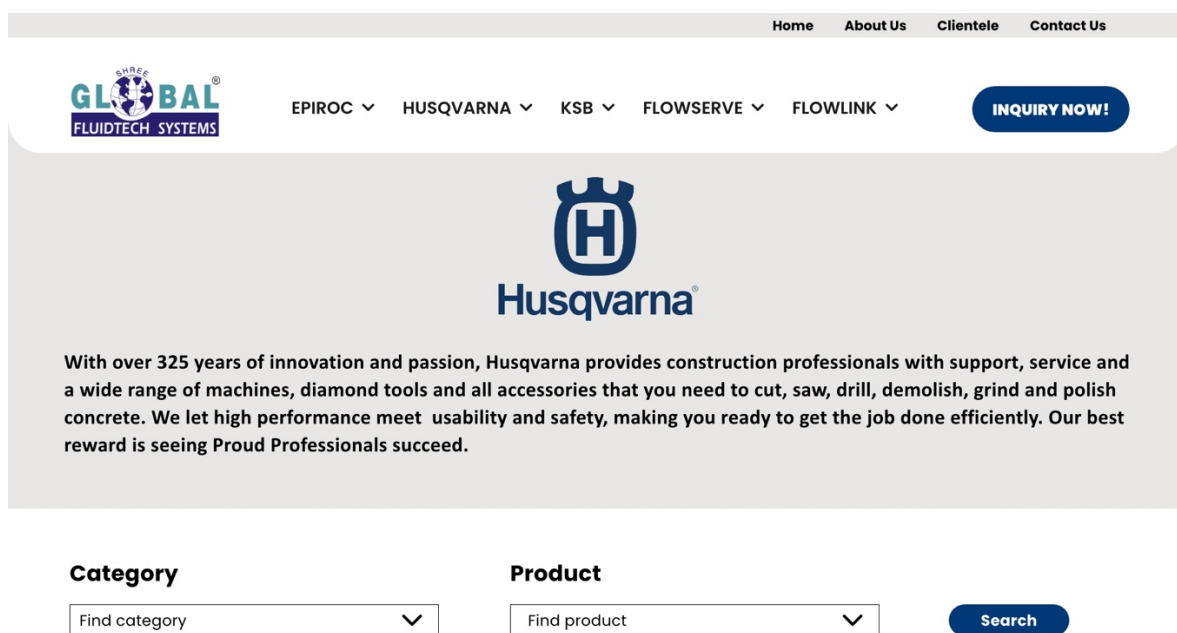 Home About Us Clientele Contact Us
SHREE
GLOBAL®
FLUIDTECH SYSTEMS
EPIROC HUSQVARNA KSB FLOWSERVE FLOWLINK
INQUIRY NOW!
H
Husqvarna®
With over 325 years of innovation and passion, Husqvarna provides construction professionals with support, service and
a wide range of machines, diamond tools and all accessories that you need to cut, saw, drill, demolish, grind and polish
concrete. We let high performance meet usability and safety, making you ready to get the job done efficiently. Our best
reward is seeing Proud Professionals succeed.
Category Product
Find category Find product Search